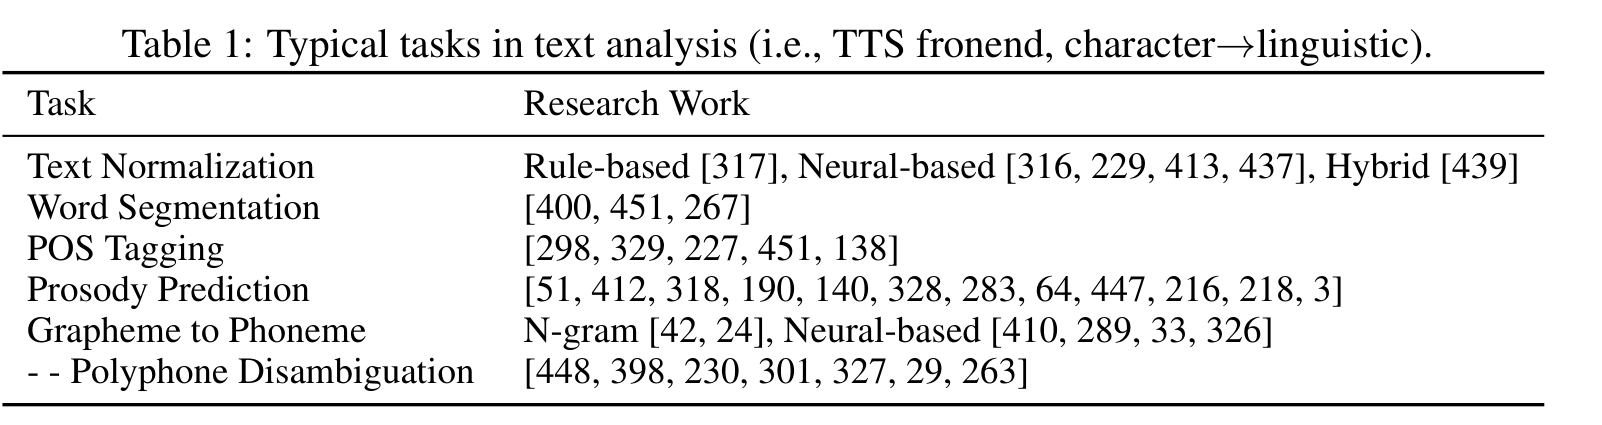 Table 1: Typical tasks in text analysis (i.e., TTS fronend, character→linguistic).
Task Research Work
Text Normalization Rule-based [317], Neural-based [316, 229, 413, 437], Hybrid [439]
Word Segmentation [400, 451, 267]
POS Tagging [298, 329, 227, 451, 138]
Prosody Prediction [51, 412, 318, 190, 140, 328, 283, 64, 447, 216, 218, 3]
Grapheme to Phoneme N-gram [42, 24], Neural-based [410, 289, 33, 326]
- - Polyphone Disambiguation [448, 398, 230, 301, 327, 29, 263]